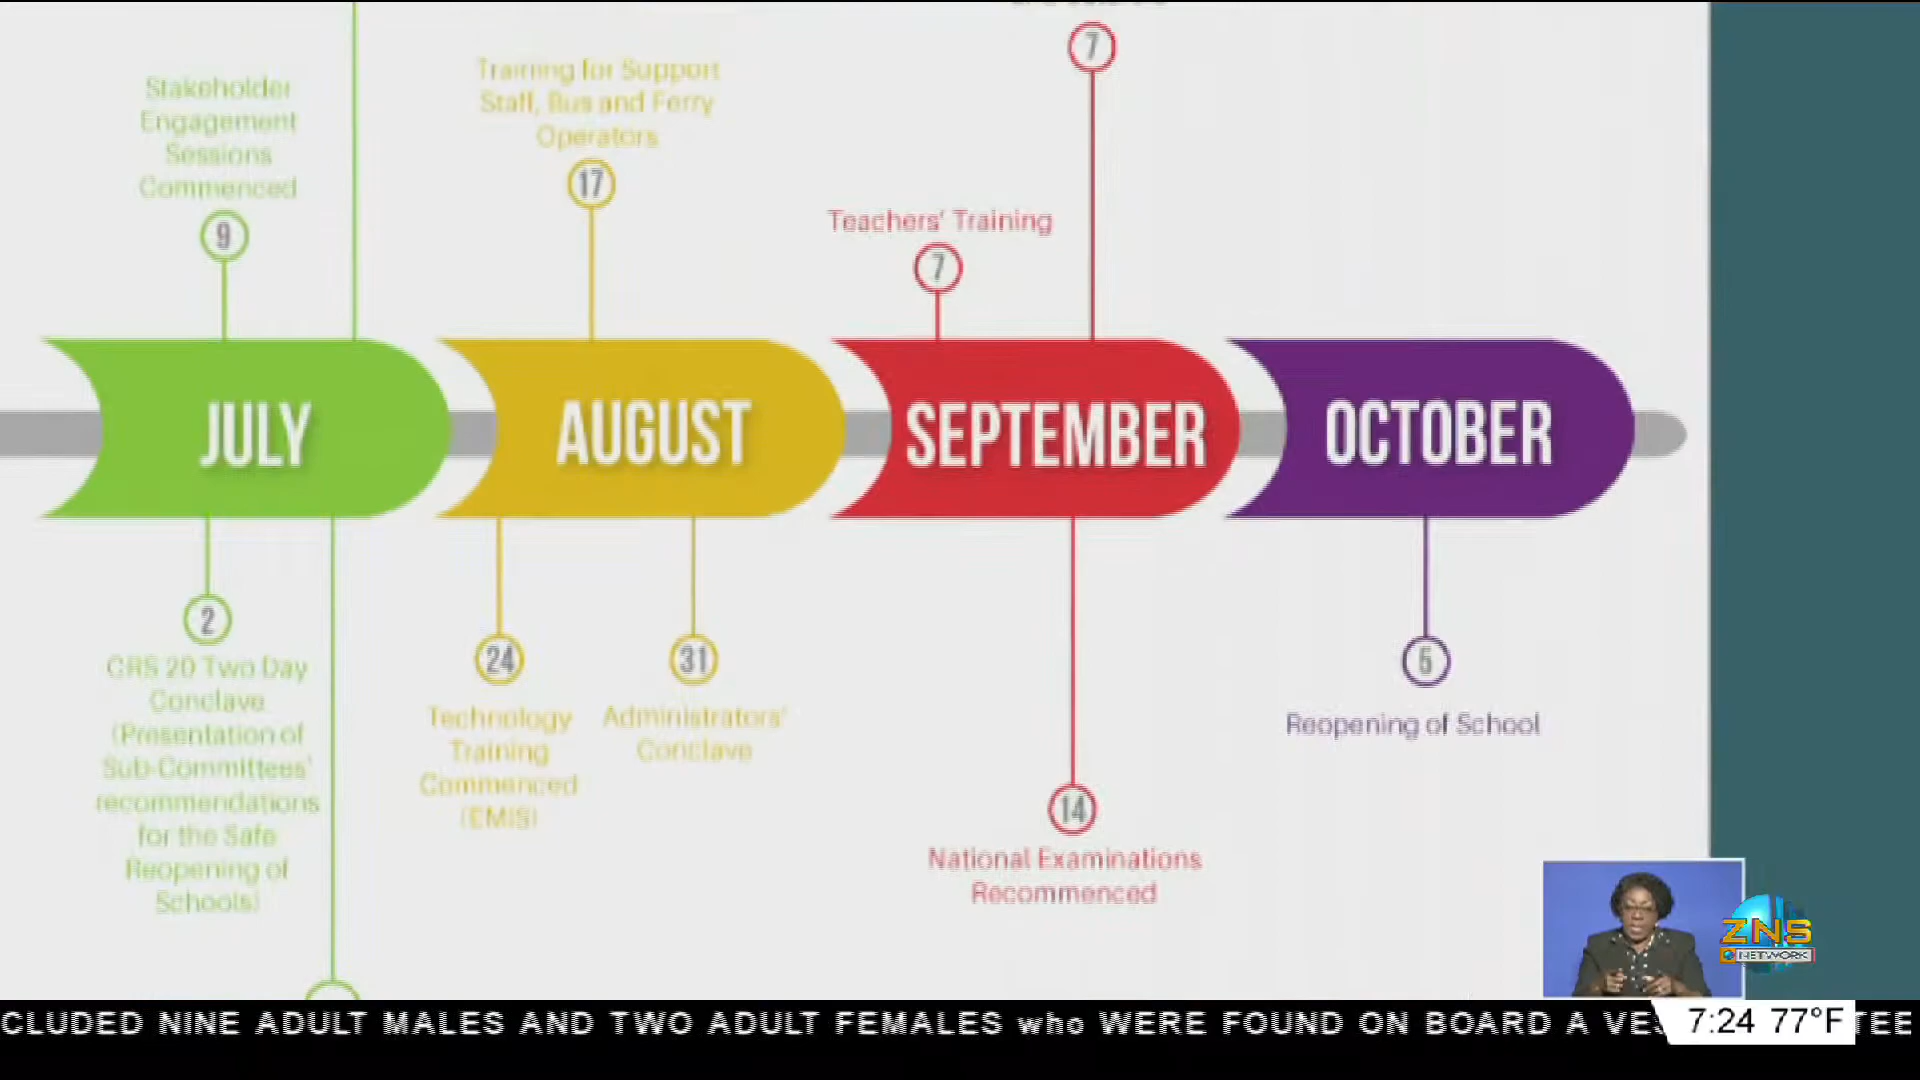 7
Stakeholder
Engagement
Sessions
Commenced
9
Training for Support
Staff, Bus and Ferry
Operators
17
Teachers' Training
7
JULY
AUGUST
SEPTEMBER
OCTOBER
2
CRS 20 Two Day
Conclave
(Presentation of
Sub-Committees'
recommendations
for the Safe
Reopening of
Schools)
24
Technology
Training
Commenced
(EMIS)
31
Administrators'
Conclave
14
National Examinations
Recommenced
5
Reopening of School
ZNS
NETWORK
CLUDED NINE ADULT MALES AND TWO ADULT FEMALES who WERE FOUND ON BOARD A
7:24 77°F